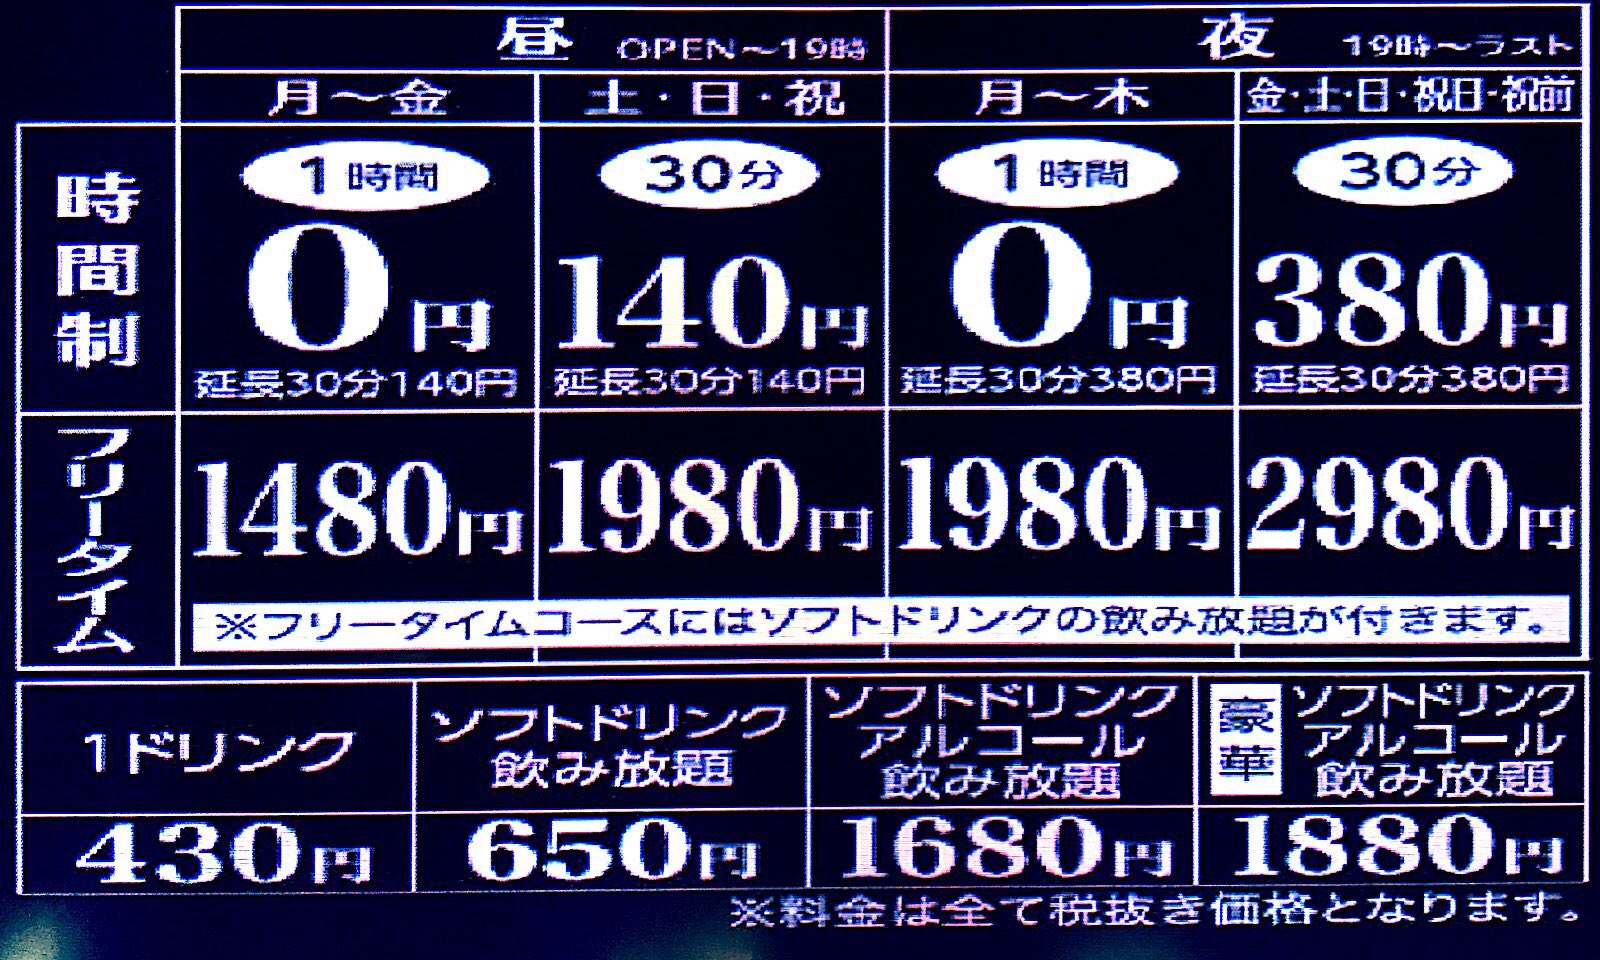 昼 OPEN～19時 夜 19時～ラスト
月～金 土・日・祝 月～木 金・土・日・祝日・祝前
時間制
1時間 30分 1時間 30分
0円 140円 0円 380円
延長30分140円 延長30分140円 延長30分380円 延長30分380円
フリータイム
1480円 1980円 1980円 2980円
※フリータイムコースにはソフトドリンクの飲み放題が付きます。
1ドリンク
ソフトドリンク
飲み放題
ソフトドリンク
アルコール
飲み放題
豪華
ソフトドリンク
アルコール
飲み放題
430円 650円 1680円 1880円
※料金は全て税抜き価格となります。